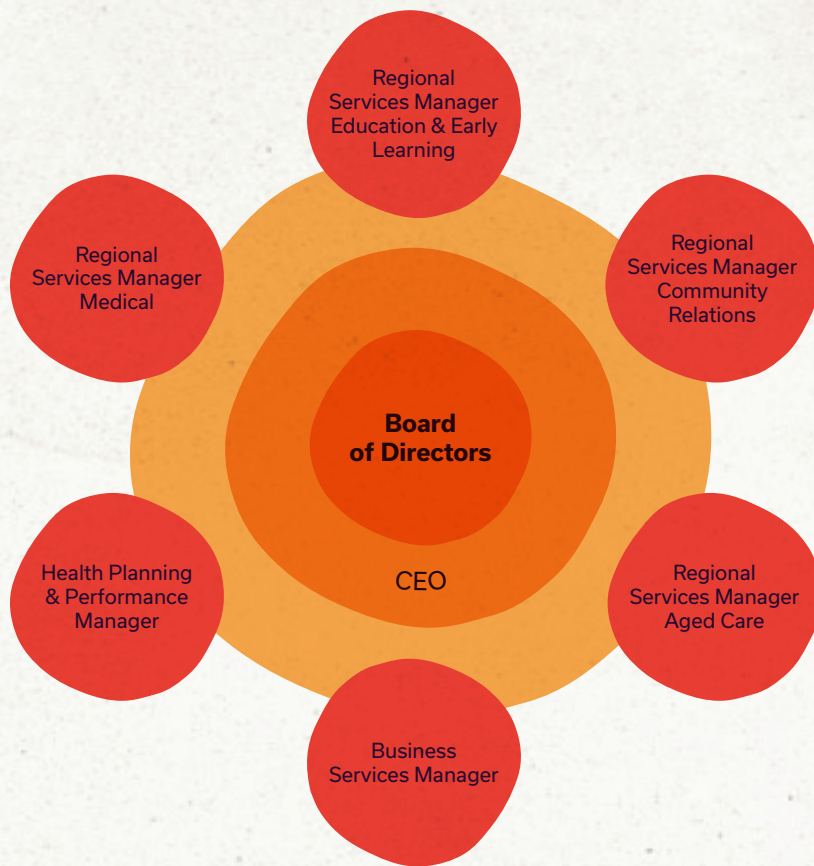 Regional
Services Manager
Education & Early
Learning
Regional
Services Manager
Medical
Regional
Services Manager
Community
Relations
Board
of Directors
CEO
Health Planning
& Performance
Manager
Regional
Services Manager
Aged Care
Business
Services Manager